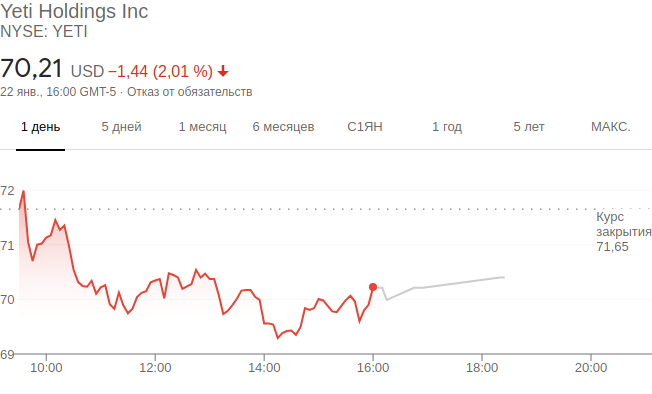 Yeti Holdings Inc
NYSE: YETI
70,21 USD −1,44 (2,01 %)
22 янв., 16:00 GMT-5 · Отказ от обязательств
1 день 5 дней 1 месяц 6 месяцев С1ЯН 1 год 5 лет МАКС.
72
Курс
закрытия
71,65
71
70
69
10:00 12:00 14:00 16:00 18:00 20:00